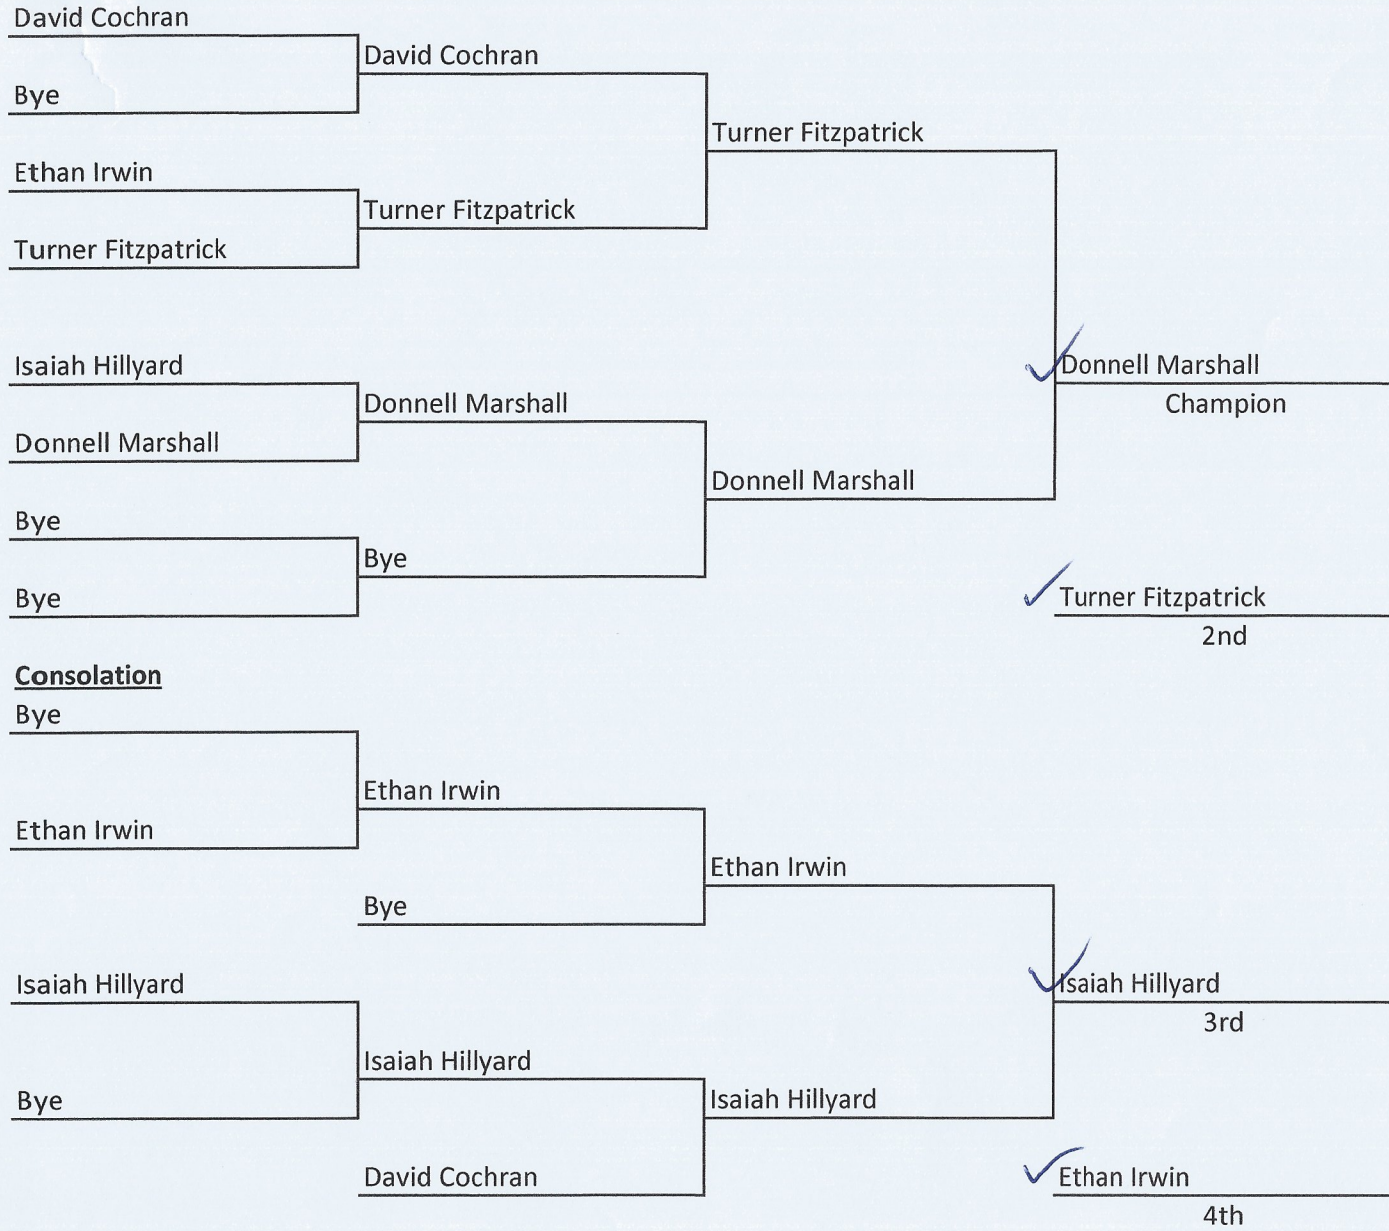 David Cochran
David Cochran
Bye
Turner Fitzpatrick
Ethan Irwin
Turner Fitzpatrick
Turner Fitzpatrick
Isaiah Hillyard
Donnell Marshall
Champion
Donnell Marshall
Donnell Marshall
Donnell Marshall
Bye
Bye
Bye
Turner Fitzpatrick
2nd
Consolation
Bye
Ethan Irwin
Ethan Irwin
Ethan Irwin
Bye
Isaiah Hillyard
Isaiah Hillyard
3rd
Isaiah Hillyard
Bye
Isaiah Hillyard
David Cochran
Ethan Irwin
4th